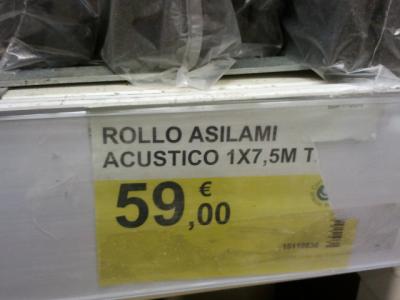 ROLLO ASILAMI
ACUSTICO 1X7,5M T
59,00 €